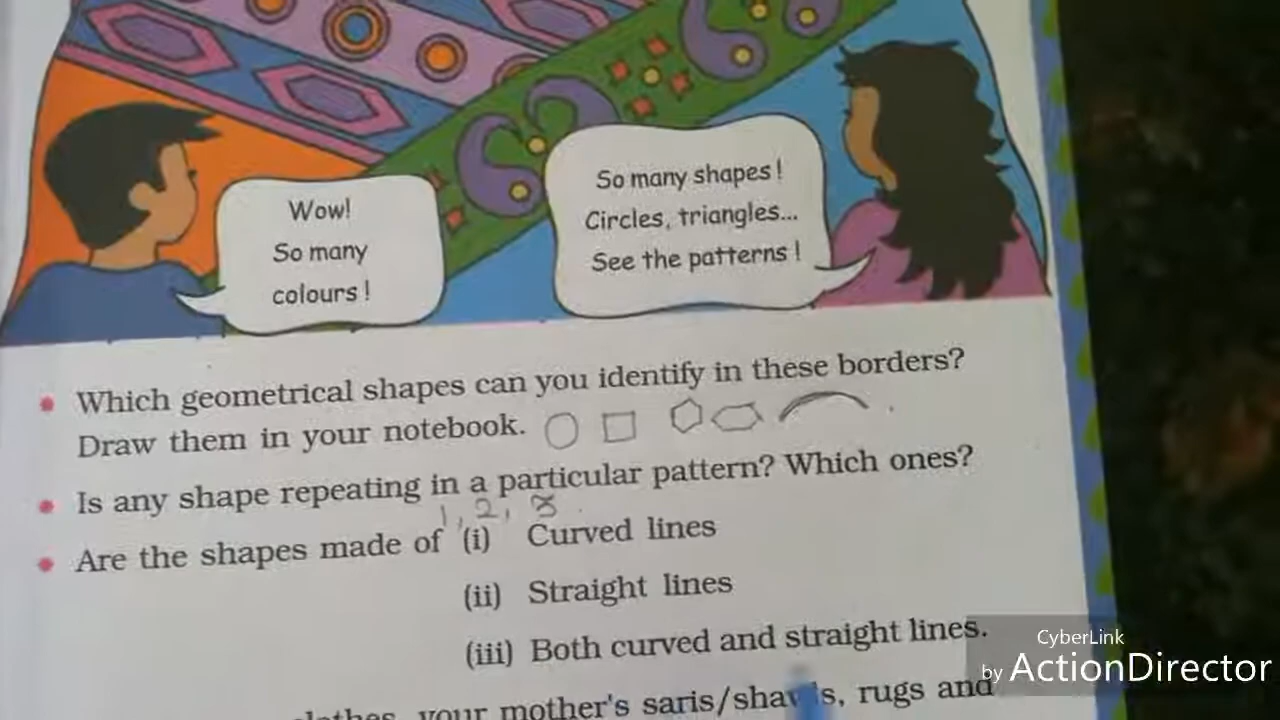 Wow!
So many
colours !
So many shapes !
Circles, triangles...
See the patterns !
Which geometrical shapes can you identify in these borders?
Draw them in your notebook.
Is any shape repeating in a particular pattern? Which ones?
1, 2, 3
Are the shapes made of (i) Curved lines
(ii) Straight lines
(iii) Both curved and straight lines.
your mother's saris/shawls, rugs and
CyberLink
by ActionDirector